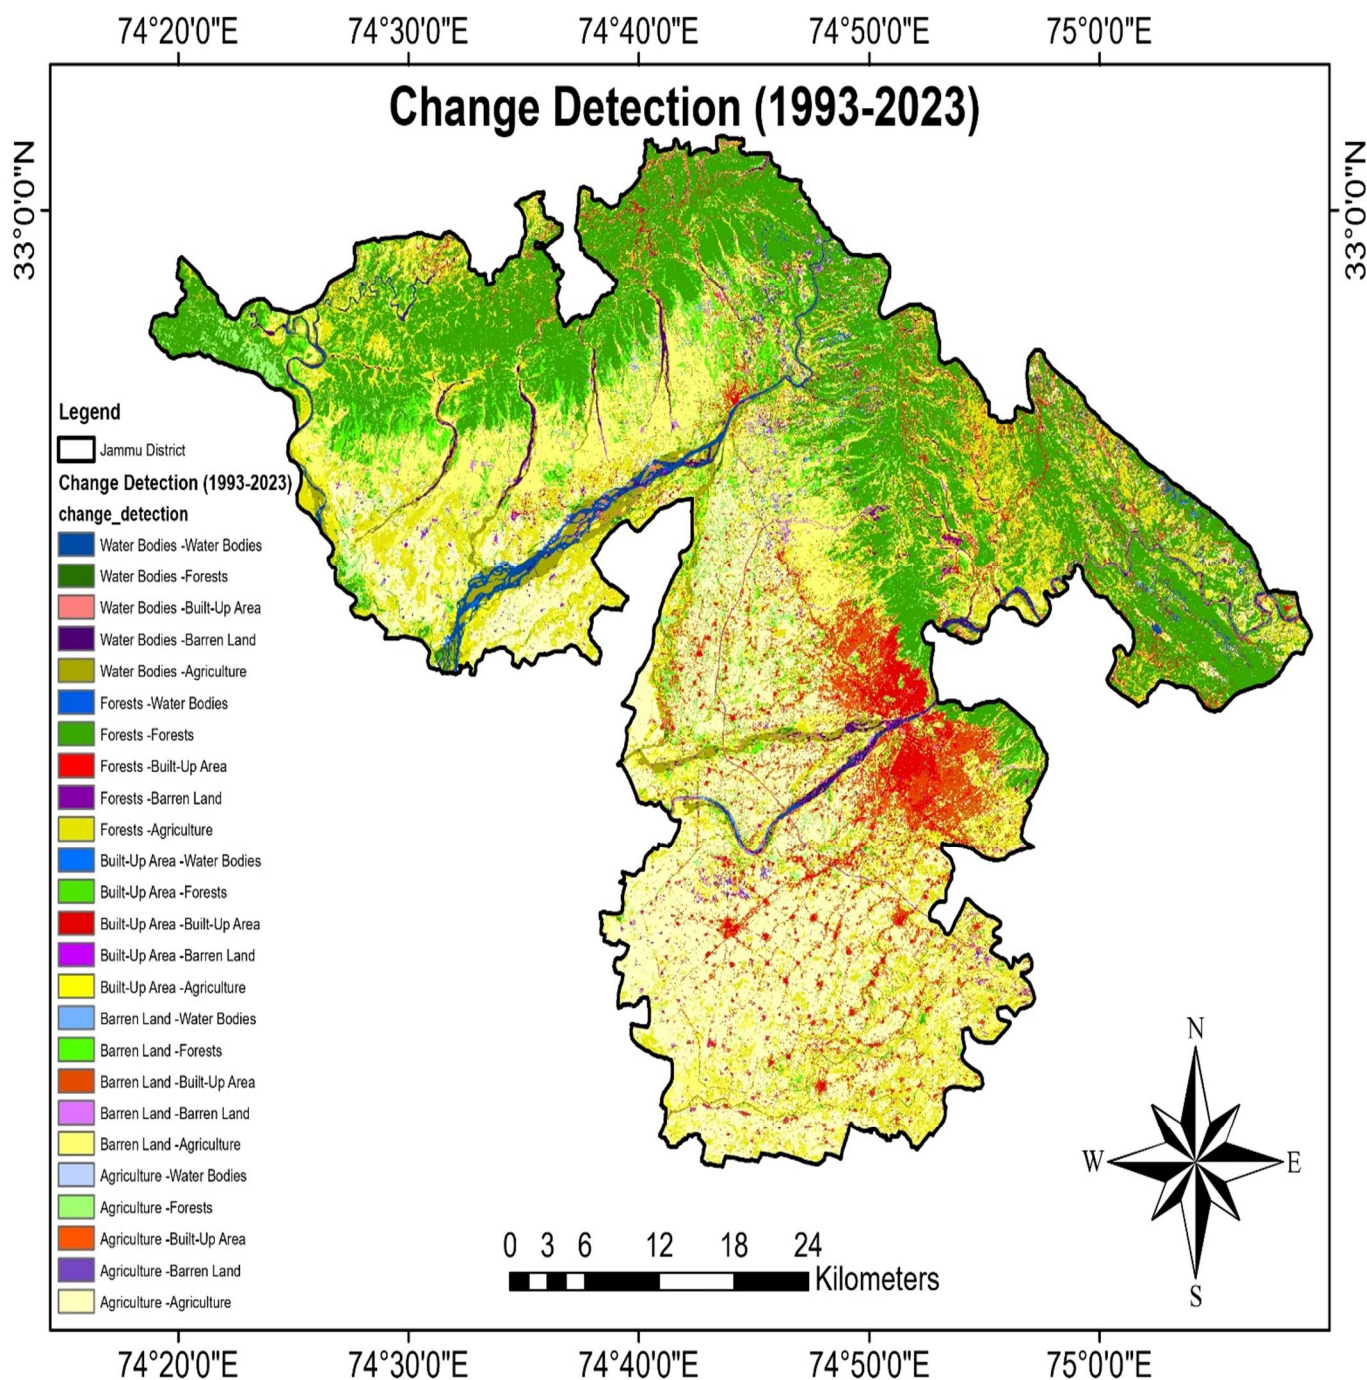 74°20'0"E 74°30'0"E 74°40'0"E 74°50'0"E 75°0'0"E
Change Detection (1993-2023)
33°0'0"N
33°0'0"N
Legend
Jammu District
Change Detection (1993-2023)
change_detection
Water Bodies -Water Bodies
Water Bodies -Forests
Water Bodies -Built-Up Area
Water Bodies -Barren Land
Water Bodies -Agriculture
Forests -Water Bodies
Forests -Forests
Forests -Built-Up Area
Forests -Barren Land
Forests -Agriculture
Built-Up Area -Water Bodies
Built-Up Area -Forests
Built-Up Area -Built-Up Area
Built-Up Area -Barren Land
Built-Up Area -Agriculture
Barren Land -Water Bodies
Barren Land -Forests
Barren Land -Built-Up Area
Barren Land -Barren Land
Barren Land -Agriculture
Agriculture -Water Bodies
Agriculture -Forests
Agriculture -Built-Up Area
Agriculture -Barren Land
Agriculture -Agriculture
N
W E
S
0 3 6 12 18 24
Kilometers
74°20'0"E 74°30'0"E 74°40'0"E 74°50'0"E 75°0'0"E